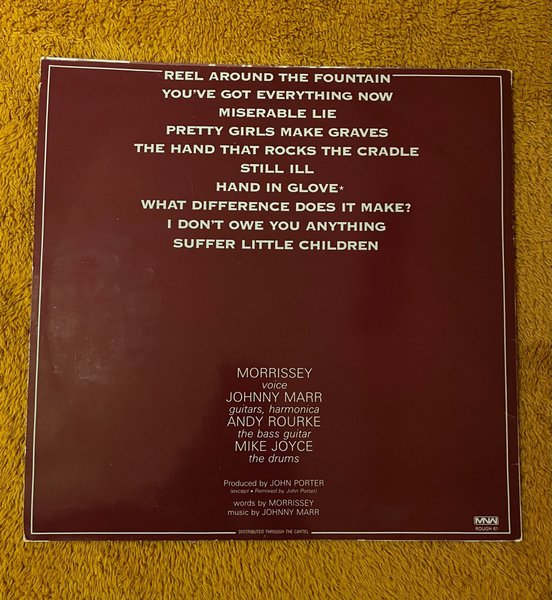 REEL AROUND THE FOUNTAIN
YOU'VE GOT EVERYTHING NOW
MISERABLE LIE
PRETTY GIRLS MAKE GRAVES
THE HAND THAT ROCKS THE CRADLE
STILL ILL
HAND IN GLOVE*
WHAT DIFFERENCE DOES IT MAKE?
I DON'T OWE YOU ANYTHING
SUFFER LITTLE CHILDREN
MORRISSEY
voice
JOHNNY MARR
guitars, harmonica
ANDY ROURKE
the bass guitar
MIKE JOYCE
the drums
Produced by JOHN PORTER
(except * Remixed by John Porter)
words by MORRISSEY
music by JOHNNY MARR
DISTRIBUTED THROUGH THE CARTEL
MNW
ROUGH 61